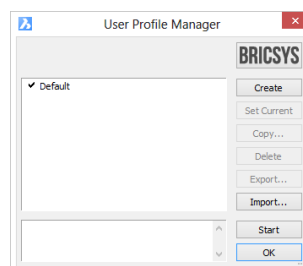 User Profile Manager
BRICSYS
Default
Create
Set Current
Copy...
Delete
Export...
Import...
Start
OK